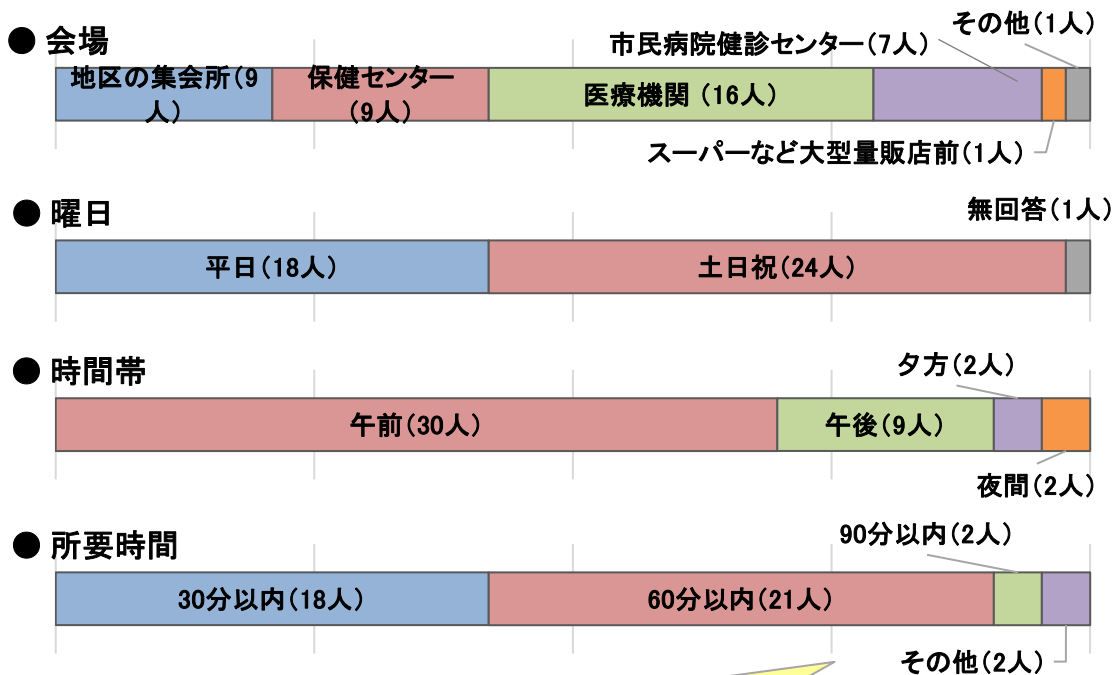 ● 会場
その他(1人)
市民病院健診センター(7人)
地区の集会所(9
人)
保健センター
(9人)
医療機関 (16人)
スーパーなど大型量販店前(1人)
● 曜日
無回答(1人)
平日(18人)
土日祝(24人)
● 時間帯
夕方(2人)
午前(30人)
午後(9人)
夜間(2人)
● 所要時間
90分以内(2人)
30分以内(18人)
60分以内(21人)
その他(2人)